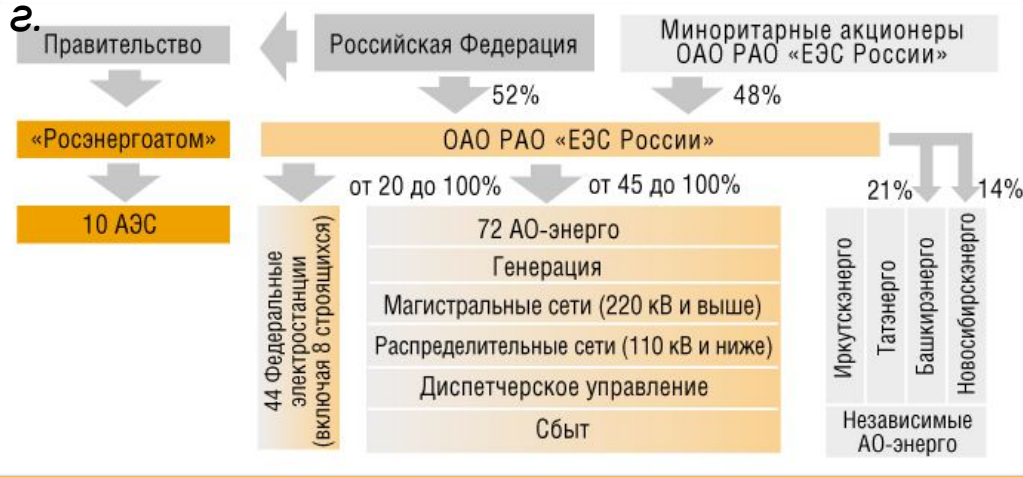 г.
Правительство
Российская Федерация
Миноритарные акционеры
ОАО РАО «ЕЭС России»
52%
48%
«Росэнергоатом»
ОАО РАО «ЕЭС России»
от 20 до 100%
от 45 до 100%
21%
14%
10 АЭС
44 Федеральные
электростанции
(включая 8 строящихся)
72 АО-энерго
Генерация
Магистральные сети (220 кВ и выше)
Распределительные сети (110 кВ и ниже)
Диспетчерское управление
Сбыт
Иркутскэнерго
Татэнерго
Башкирэнерго
Новосибирскэнерго
Независимые
АО-энерго